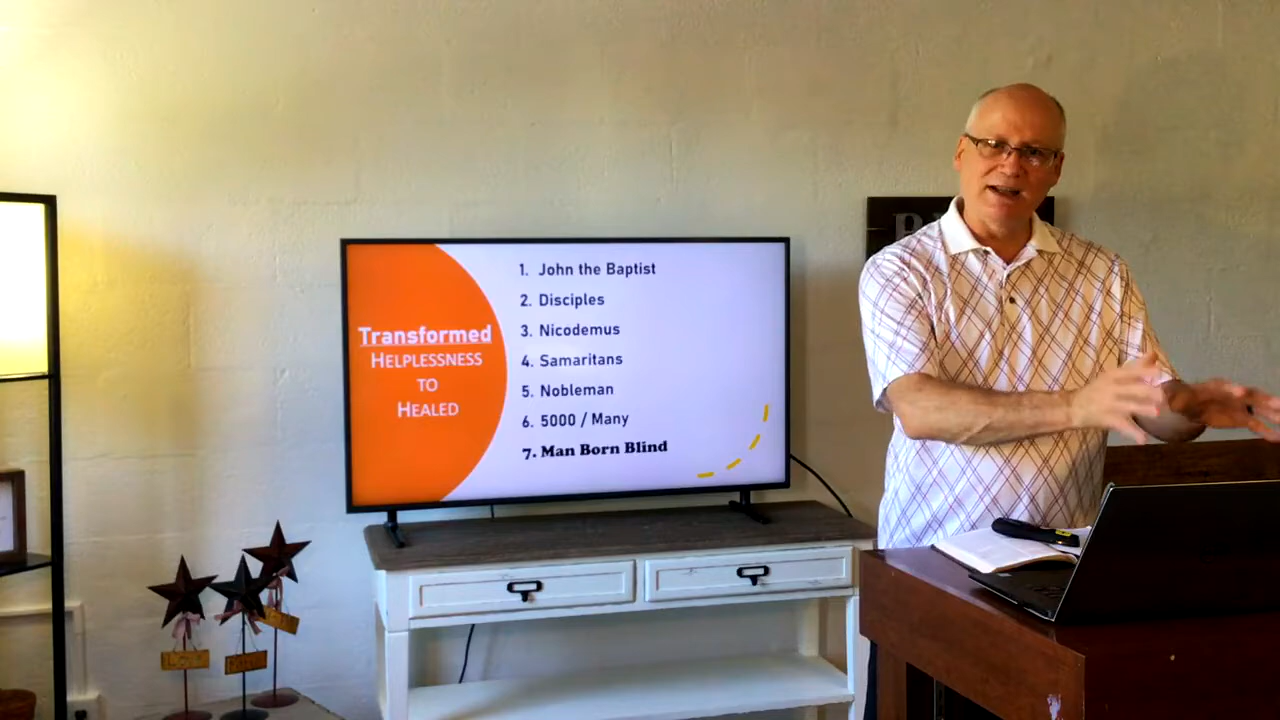 Transformed
HELPLESSNESS
TO
HEALED
1. John the Baptist
2. Disciples
3. Nicodemus
4. Samaritans
5. Nobleman
6. 5000 / Many
7. Man Born Blind